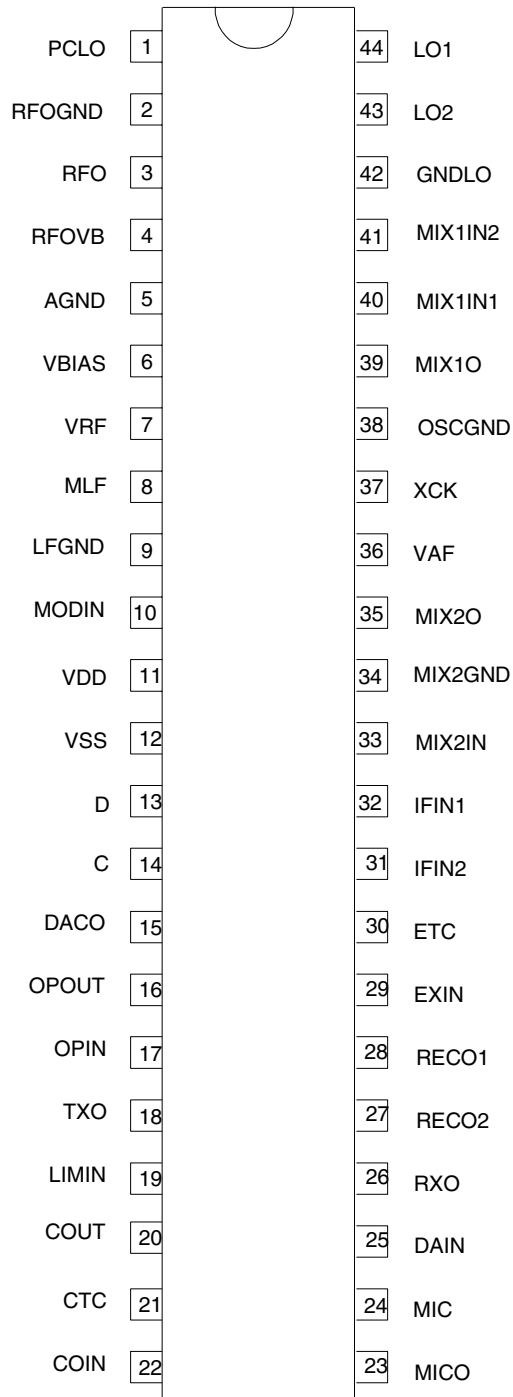 PCLO 1 44 LO1
RFOGND 2 43 LO2
RFO 3 42 GNDLO
RFOVB 4 41 MIX1IN2
AGND 5 40 MIX1IN1
VBIAS 6 39 MIX1O
VRF 7 38 OSCGND
MLF 8 37 XCK
LFGND 9 36 VAF
MODIN 10 35 MIX2O
VDD 11 34 MIX2GND
VSS 12 33 MIX2IN
D 13 32 IFIN1
C 14 31 IFIN2
DACO 15 30 ETC
OPOUT 16 29 EXIN
OPIN 17 28 RECO1
TXO 18 27 RECO2
LIMIN 19 26 RXO
COUT 20 25 DAIN
CTC 21 24 MIC
COIN 22 23 MICO